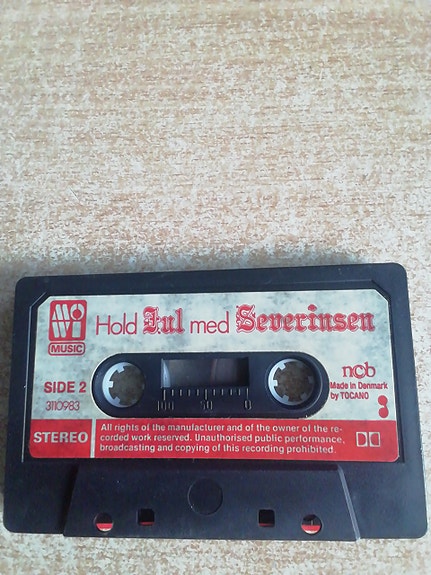 MOWI
MUSIC
Hold Jul med Severinsen
SIDE 2
3110983
100 50 0
ncb
Made in Denmark
by TOCANO
STEREO
All rights of the manufacturer and of the owner of the re-
corded work reserved. Unauthorised public performance,
broadcasting and copying of this recording prohibited.